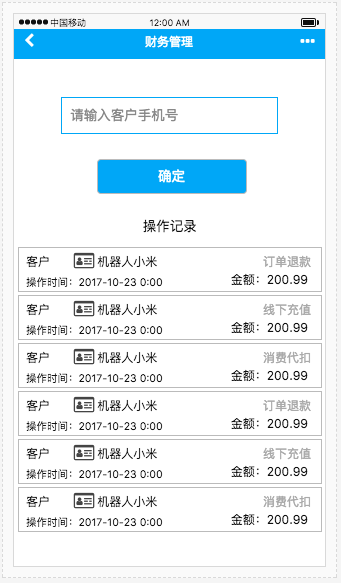 中国移动 12:00 AM
财务管理
请输入客户手机号
确定
操作记录
客户 机器人小米 订单退款
操作时间：2017-10-23 0:00 金额：200.99
客户 机器人小米 线下充值
操作时间：2017-10-23 0:00 金额：200.99
客户 机器人小米 消费代扣
操作时间：2017-10-23 0:00 金额：200.99
客户 机器人小米 订单退款
操作时间：2017-10-23 0:00 金额：200.99
客户 机器人小米 线下充值
操作时间：2017-10-23 0:00 金额：200.99
客户 机器人小米 消费代扣
操作时间：2017-10-23 0:00 金额：200.99